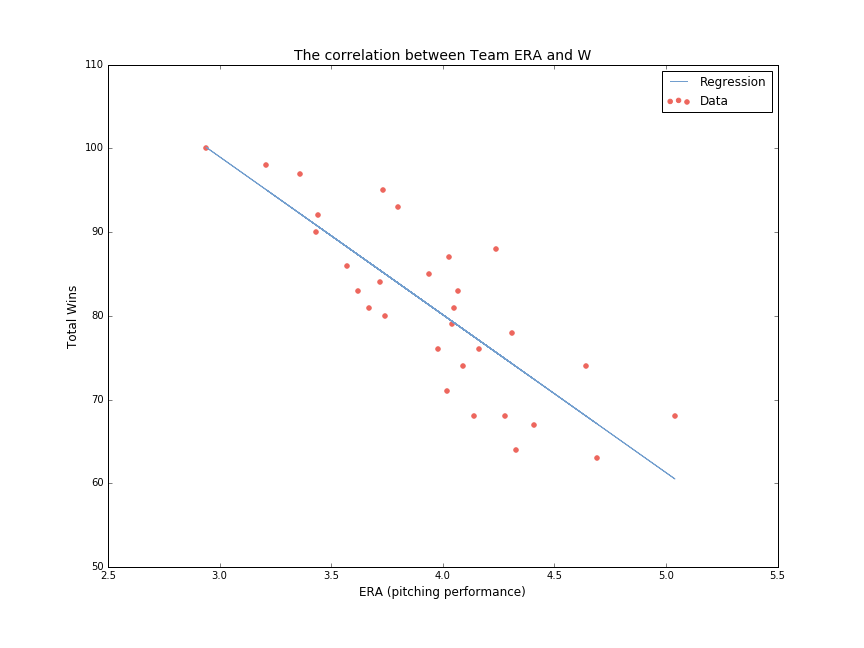 The correlation between Team ERA and W
Regression
Data
110
100
90
80
70
60
50
Total Wins
2.5 3.0 3.5 4.0 4.5 5.0 5.5
ERA (pitching performance)